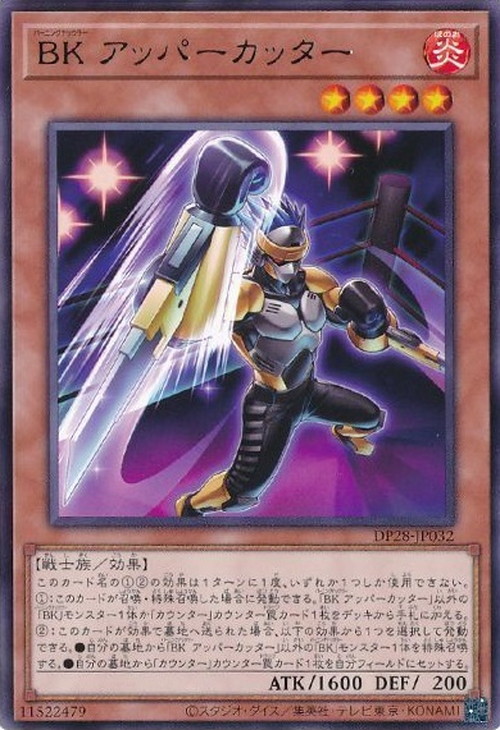 バーニングナックラー
BK アッパーカッター
ほのお
炎
DP28-JP032
【戦士族／効果】
このカード名の①②の効果は１ターンに１度、いずれか１つしか使用できない。
①：このカードが召喚・特殊召喚した場合に発動できる。「BK アッパーカッター」以外の
「BK」モンスター１体か「カウンター」カウンター罠カード１枚をデッキから手札に加える。
②：このカードが効果で墓地へ送られた場合、以下の効果から１つを選択して発動
できる。●自分の墓地から「BK アッパーカッター」以外の「BK」モンスター１体を特殊召喚
する。●自分の墓地から「カウンター」カウンター罠カード１枚を自分フィールドにセットする。
ATK/1600 DEF/ 200
11522479
©スタジオ・ダイス／集英社・テレビ東京・KONAMI